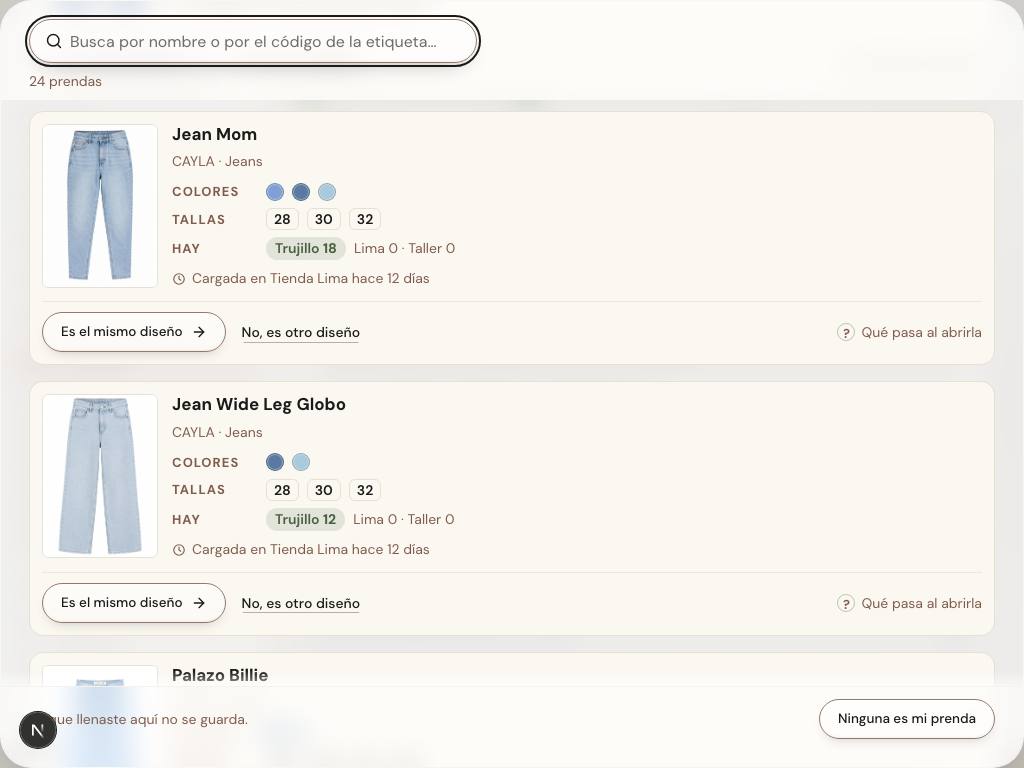 Busca por nombre o por el código de la etiqueta...
24 prendas
Jean Mom
CAYLA · Jeans
COLORES
TALLAS 28 30 32
HAY Trujillo 18 Lima 0 · Taller 0
Cargada en Tienda Lima hace 12 días
Es el mismo diseño → No, es otro diseño ? Qué pasa al abrirla
Jean Wide Leg Globo
CAYLA · Jeans
COLORES
TALLAS 28 30 32
HAY Trujillo 12 Lima 0 · Taller 0
Cargada en Tienda Lima hace 12 días
Es el mismo diseño → No, es otro diseño ? Qué pasa al abrirla
Palazo Billie
llenaste aquí no se guarda. Ninguna es mi prenda
N